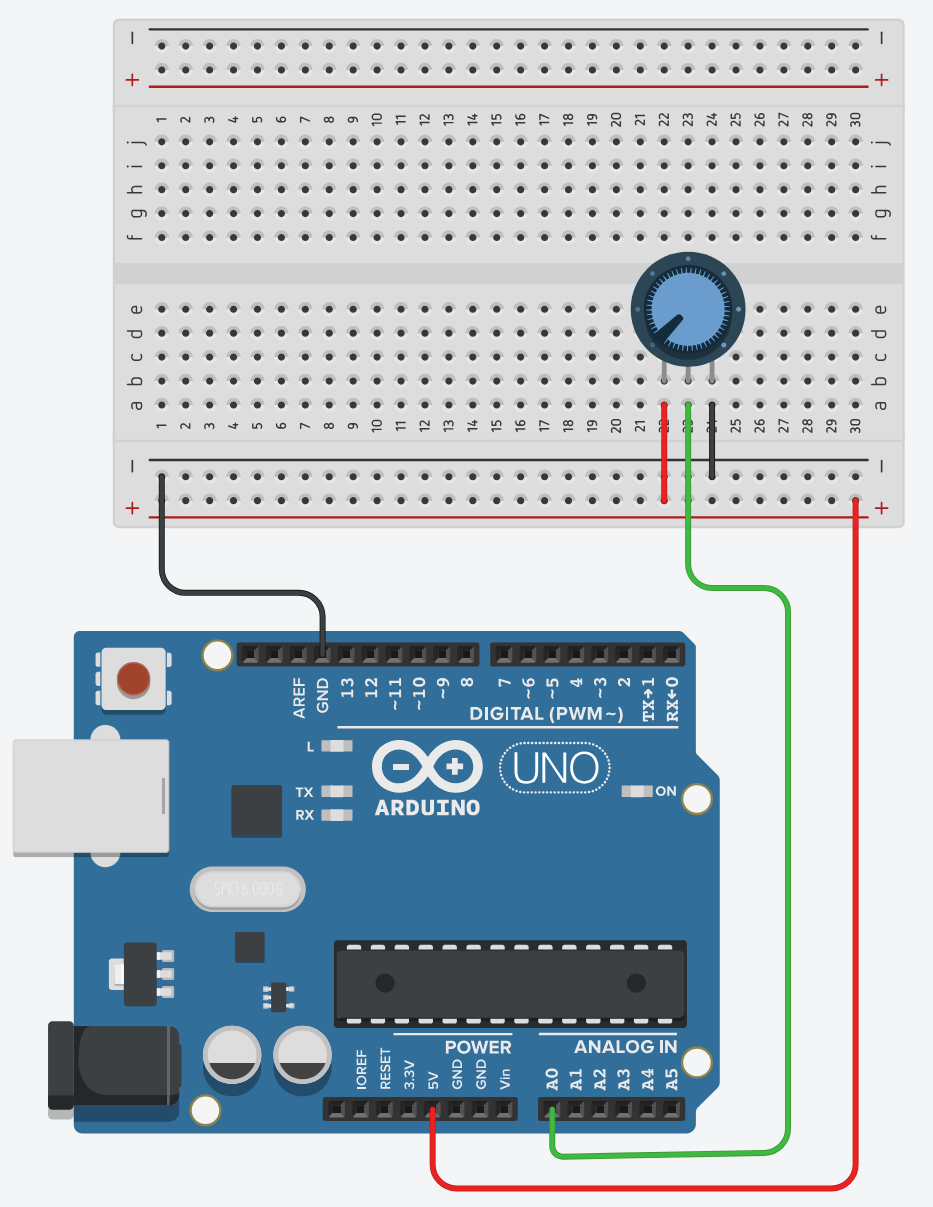 − −
+ +
1 2 3 4 5 6 7 8 9 10 11 12 13 14 15 16 17 18 19 20 21 22 23 24 25 26 27 28 29 30
j j
i i
h h
g g
f f
e e
d d
c c
b b
a a
1 2 3 4 5 6 7 8 9 10 11 12 13 14 15 16 17 18 19 20 21 25 26 27 28 29 30
− −
+ +
AREF GND 13 12 ~11 ~10 ~9 8 7 ~6 ~5 4 ~3 2 TX→1 RX←0
DIGITAL (PWM~)
L
TX
RX
ARDUINO
UNO
ON
SPK16.000G
POWER
ANALOG IN
IOREF RESET 3.3V 5V GND GND Vin A0 A1 A2 A3 A4 A5